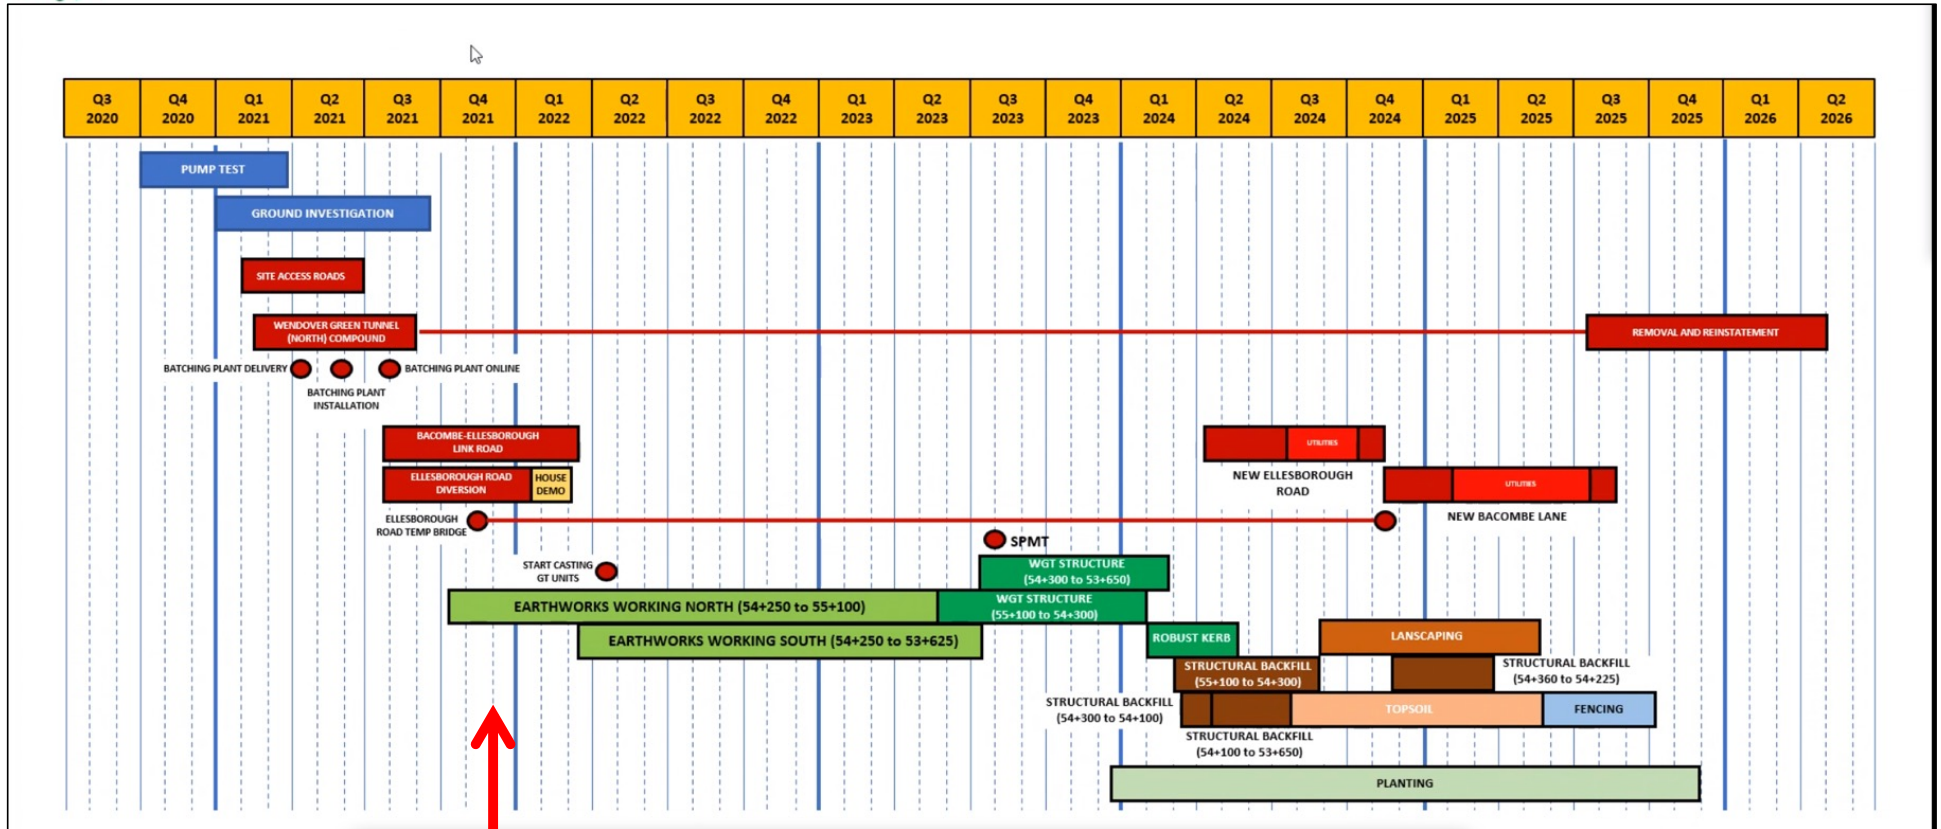 Q3 Q4 Q1 Q2 Q3 Q4 Q1 Q2 Q3 Q4 Q1 Q2 Q3 Q4 Q1 Q2 Q3 Q4 Q1 Q2 Q3 Q4 Q1 Q2
2020 2020 2021 2021 2021 2021 2022 2022 2022 2022 2023 2023 2023 2023 2024 2024 2024 2024 2025 2025 2025 2025 2026 2026
PUMP TEST
GROUND INVESTIGATION
SITE ACCESS ROADS
WENDOVER GREEN TUNNEL
(NORTH) COMPOUND
REMOVAL AND REINSTATEMENT
BATCHING PLANT DELIVERY
BATCHING PLANT ONLINE
BATCHING PLANT
INSTALLATION
BACOMBE-ELLESBOROUGH
LINK ROAD
UTILITIES
ELLESBOROUGH ROAD
DIVERSION
HOUSE
DEMO
NEW ELLESBOROUGH
ROAD
UTILITIES
NEW BACOMBE LANE
ELLESBOROUGH
ROAD TEMP BRIDGE
SPMT
START CASTING
GT UNITS
WGT STRUCTURE
(54+300 to 53+650)
EARTHWORKS WORKING NORTH (54+250 to 55+100)
WGT STRUCTURE
(55+100 to 54+300)
EARTHWORKS WORKING SOUTH (54+250 to 53+625)
ROBUST KERB
LANSCAPING
STRUCTURAL BACKFILL
(55+100 to 54+300)
STRUCTURAL BACKFILL
(54+360 to 54+225)
STRUCTURAL BACKFILL
(54+300 to 54+100)
TOPSOIL
FENCING
STRUCTURAL BACKFILL
(54+100 to 53+650)
PLANTING